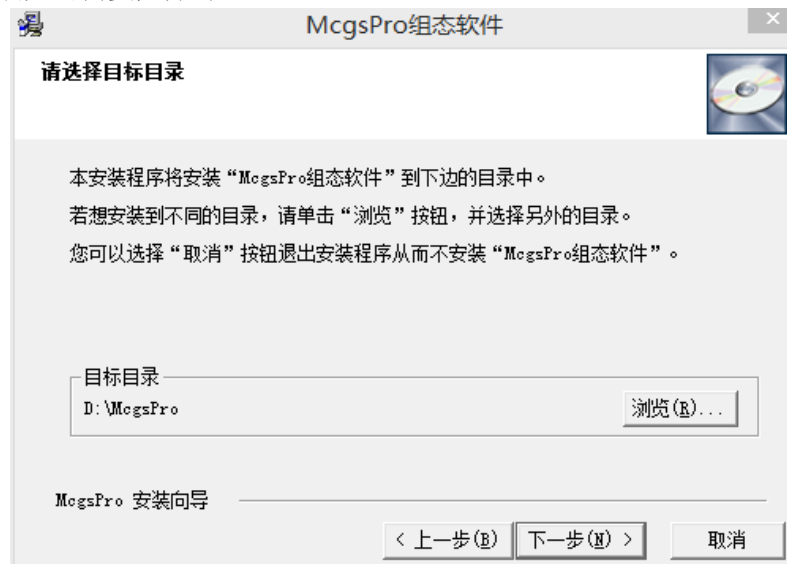 McgsPro组态软件
请选择目标目录
本安装程序将安装“McgsPro组态软件”到下边的目录中。
若想安装到不同的目录，请单击“浏览”按钮，并选择另外的目录。
您可以选择“取消”按钮退出安装程序从而不安装“McgsPro组态软件”。
目标目录
D:\McgsPro
浏览(R)...
McgsPro 安装向导
< 上一步(B)
下一步(N) >
取消